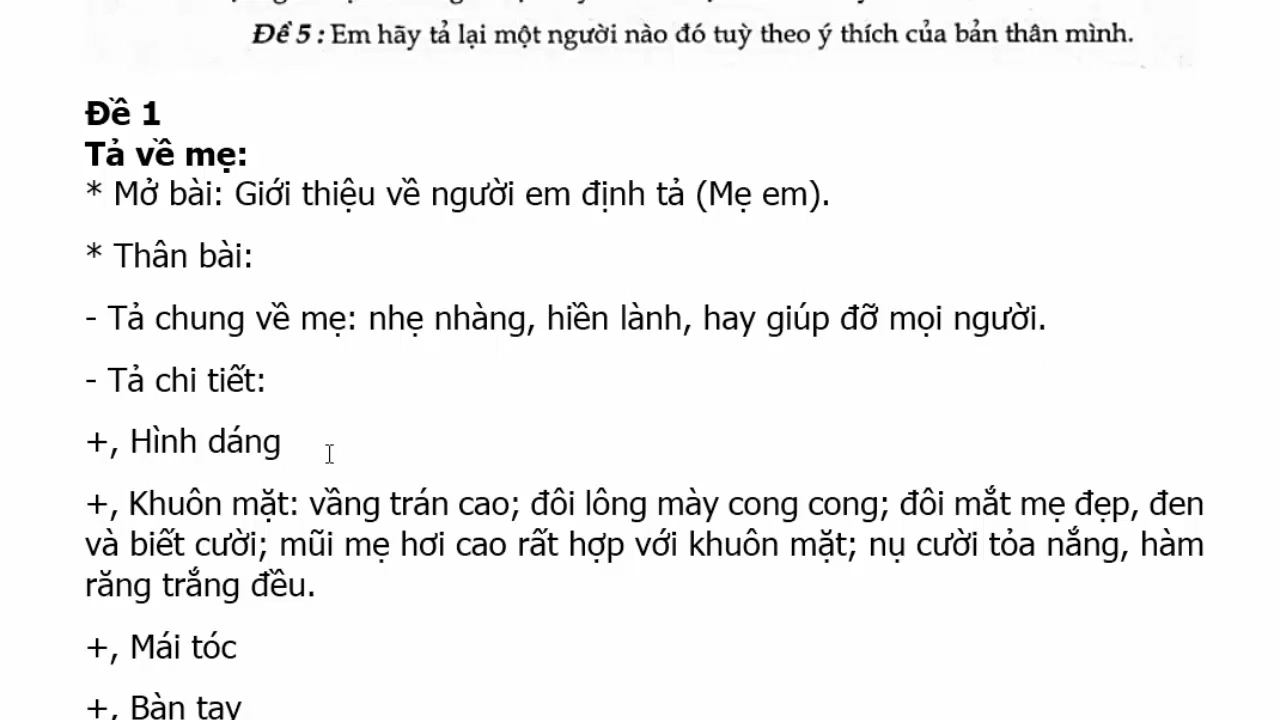 Đề 5 : Em hãy tả lại một người nào đó tuỳ theo ý thích của bản thân mình.
Đề 1
Tả về mẹ:
* Mở bài: Giới thiệu về người em định tả (Mẹ em).
* Thân bài:
- Tả chung về mẹ: nhẹ nhàng, hiền lành, hay giúp đỡ mọi người.
- Tả chi tiết:
+, Hình dáng
+, Khuôn mặt: vầng trán cao; đôi lông mày cong cong; đôi mắt mẹ đẹp, đen
và biết cười; mũi mẹ hơi cao rất hợp với khuôn mặt; nụ cười tỏa nắng, hàm
răng trắng đều.
+, Mái tóc
+, Bàn tay